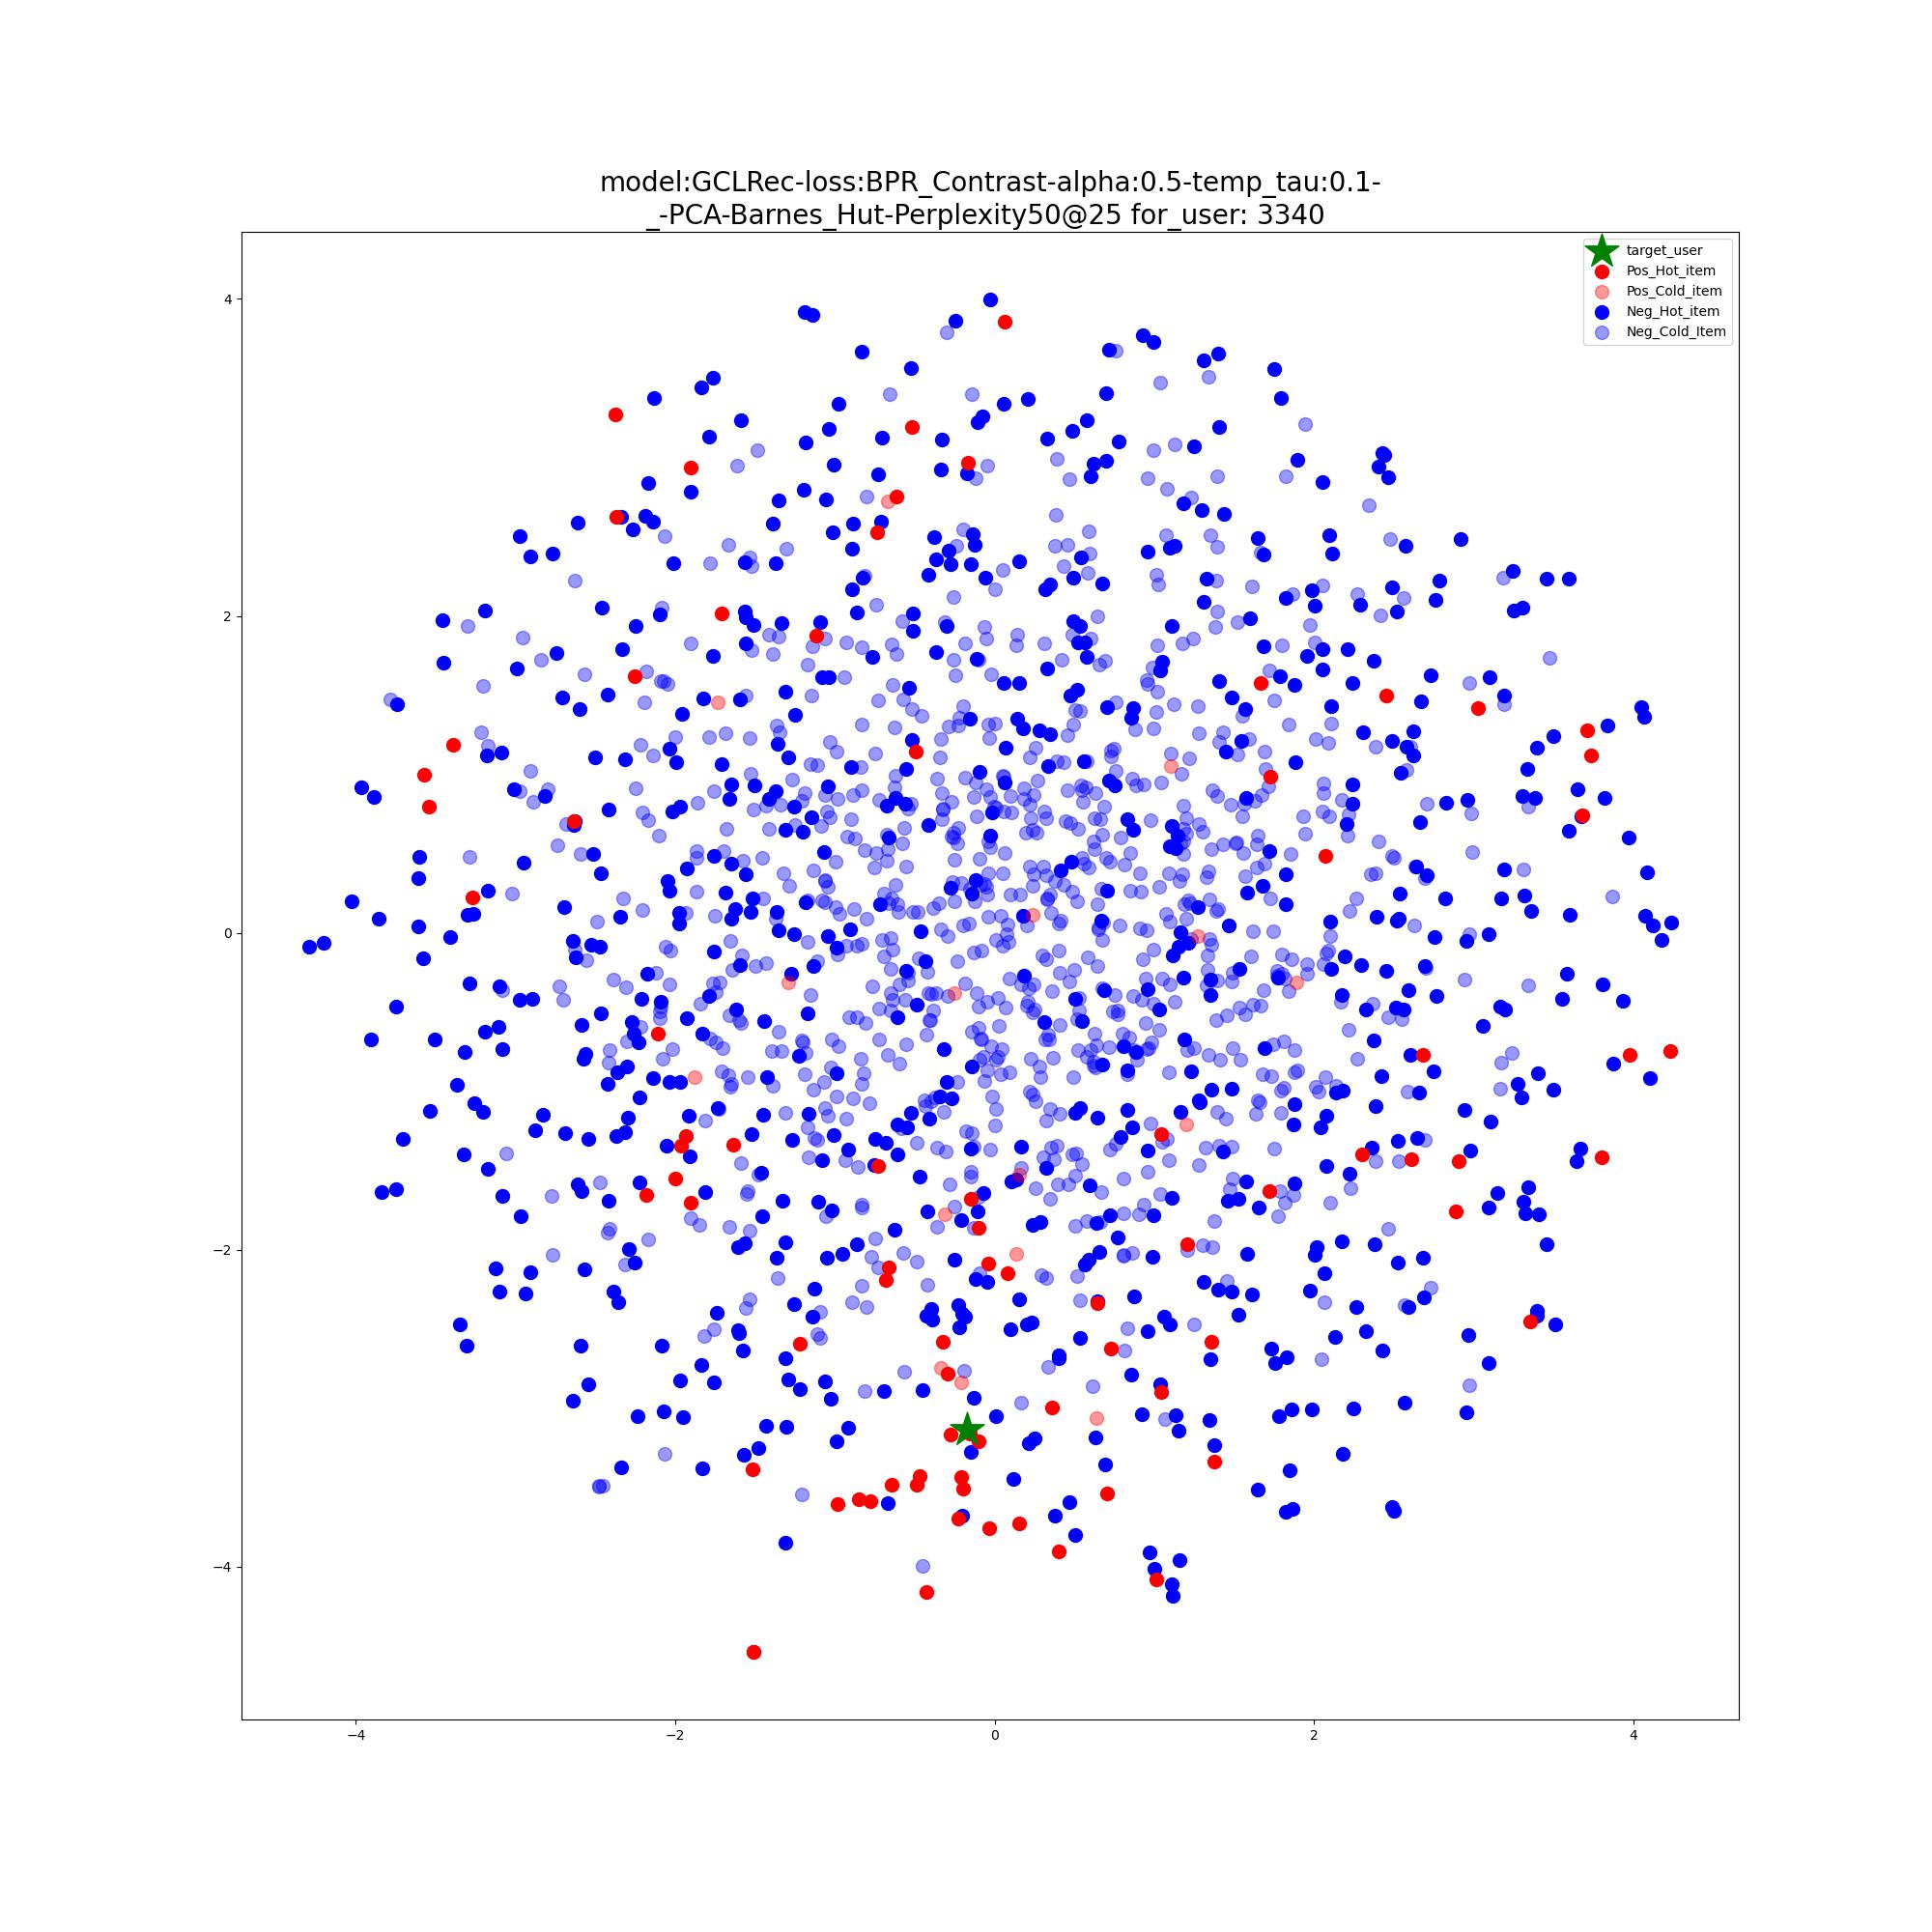 model:GCLRec-loss:BPR_Contrast-alpha:0.5-temp_tau:0.1-
_-PCA-Barnes_Hut-Perplexity50@25 for_user: 3340
target_user
Pos_Hot_item
Pos_Cold_item
Neg_Hot_item
Neg_Cold_Item
4
2
0
−2
−4
−4
−2
0
2
4